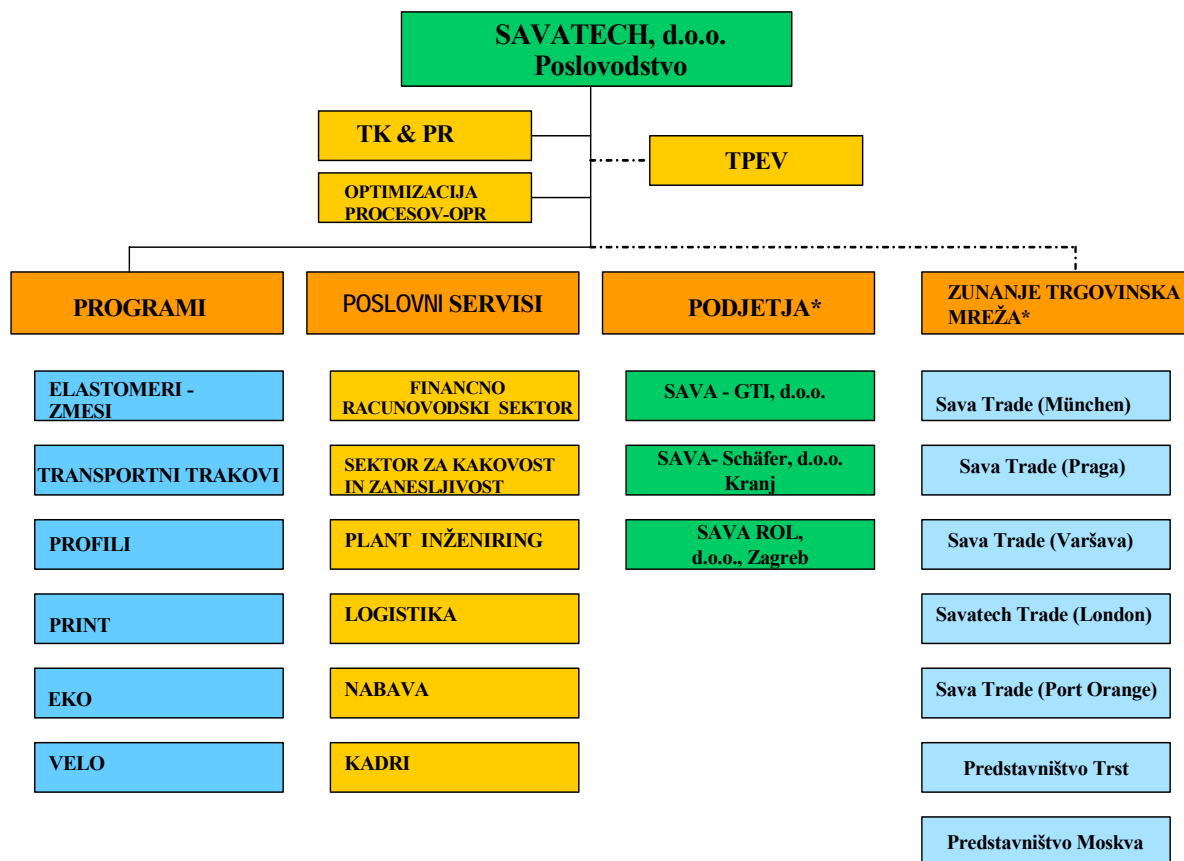 SAVATECH, d.o.o.
Poslovodstvo
TK & PR
TPEV
OPTIMIZACIJA
PROCESOV-OPR
PROGRAMI
POSLOVNI SERVISI
PODJETJA*
ZUNANJE TRGOVINSKA
MREŽA*
ELASTOMERI -
ZMESI
TRANSPORTNI TRAKOVI
PROFILI
PRINT
EKO
VELO
FINANCNO
RACUNOVODSKI SEKTOR
SEKTOR ZA KAKOVOST
IN ZANESLJIVOST
PLANT INŽENIRING
LOGISTIKA
NABAVA
KADRI
SAVA - GTI, d.o.o.
SAVA- Schäfer, d.o.o.
Kranj
SAVA ROL,
d.o.o., Zagreb
Sava Trade (München)
Sava Trade (Praga)
Sava Trade (Varšava)
Savatech Trade (London)
Sava Trade (Port Orange)
Predstavništvo Trst
Predstavništvo Moskva